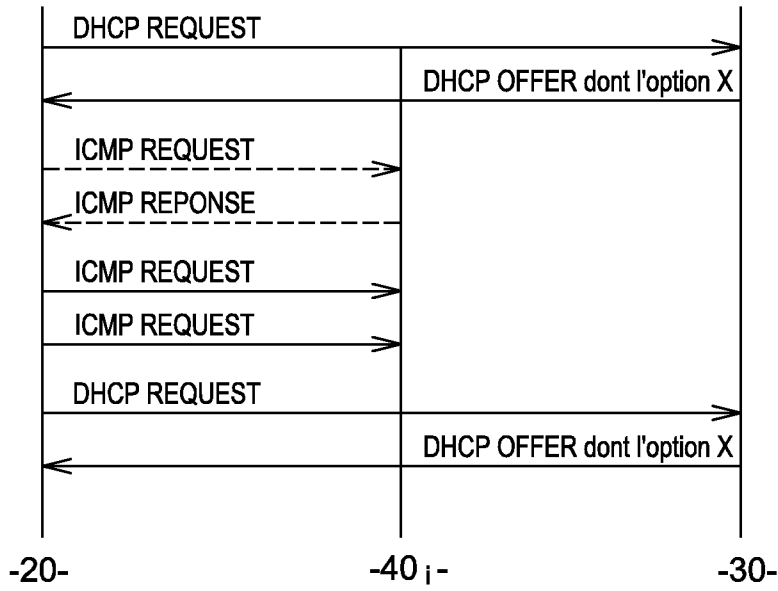 DHCP REQUEST
DHCP OFFER dont l'option X
ICMP REQUEST
ICMP REPONSE
ICMP REQUEST
ICMP REQUEST
DHCP REQUEST
DHCP OFFER dont l'option X
-20- -40 i - -30-